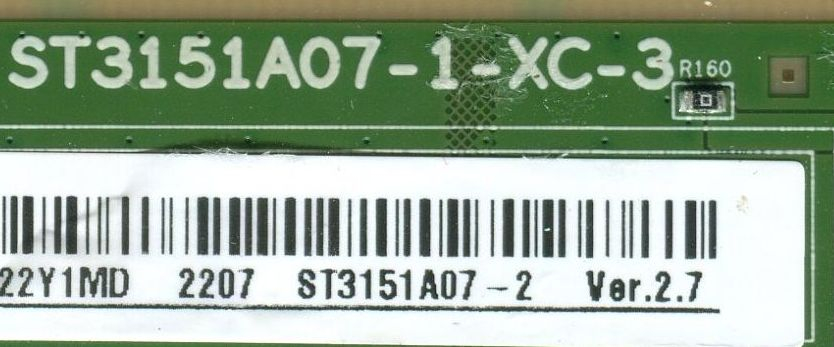 ST3151A07-1-XC-3
R160
22Y1MD 2207 ST3151A07-2 Ver.2.7